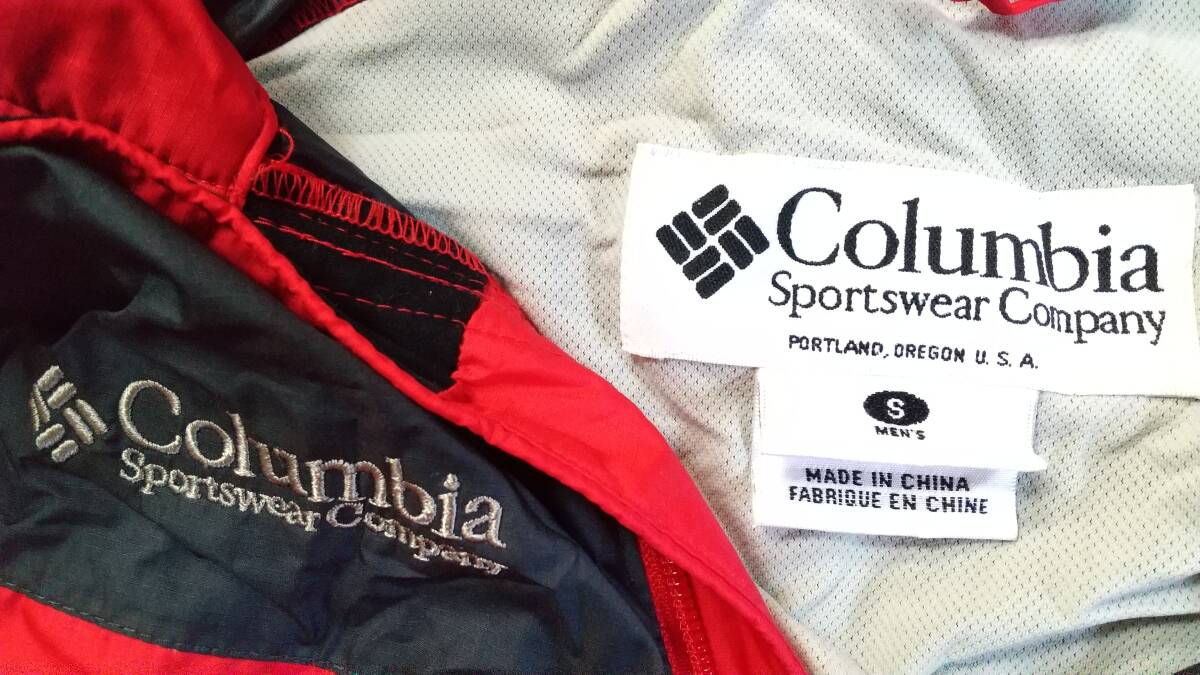 Columbia
Sportswear Company
PORTLAND, OREGON U. S. A.
S
MEN'S
MADE IN CHINA
FABRIQUE EN CHINE
Columbia
Sportswear Company